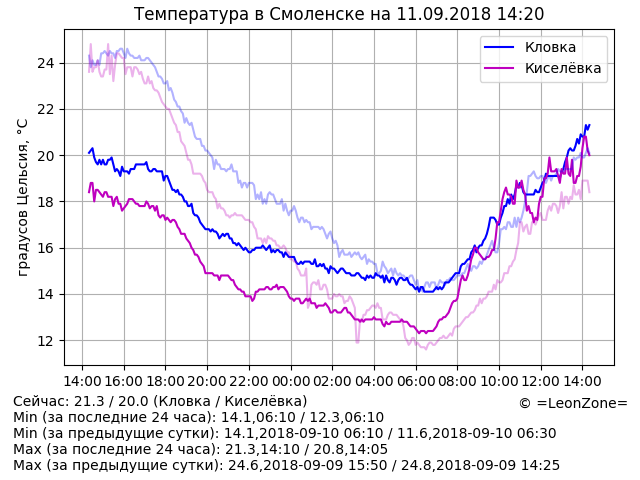 Температура в Смоленске на 11.09.2018 14:20
Кловка
Киселёвка
градусов Цельсия, °C
24
22
20
18
16
14
12
14:00 16:00 18:00 20:00 22:00 00:00 02:00 04:00 06:00 08:00 10:00 12:00 14:00
Сейчас: 21.3 / 20.0 (Кловка / Киселёвка)
© =LeonZone=
Min (за последние 24 часа): 14.1,06:10 / 12.3,06:10
Min (за предыдущие сутки): 14.1,2018-09-10 06:10 / 11.6,2018-09-10 06:30
Max (за последние 24 часа): 21.3,14:10 / 20.8,14:05
Max (за предыдущие сутки): 24.6,2018-09-09 15:50 / 24.8,2018-09-09 14:25